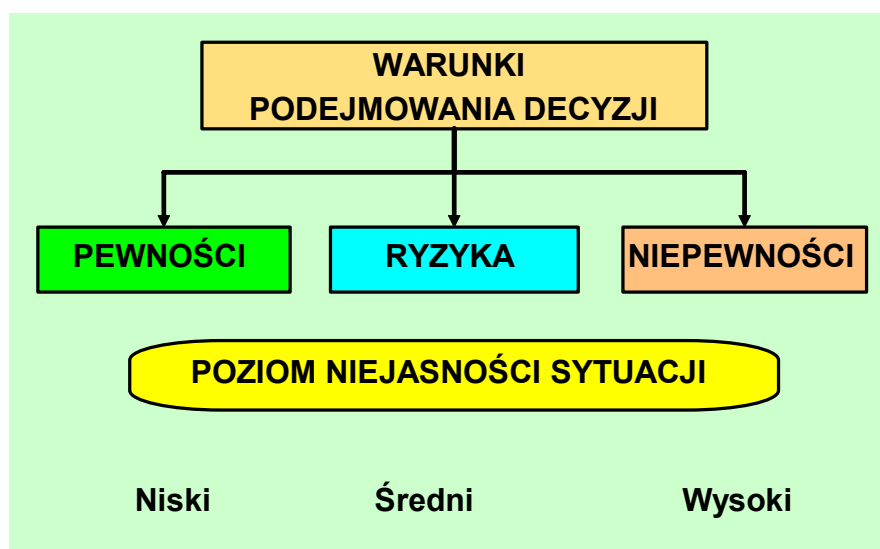 WARUNKI
PODEJMOWANIA DECYZJI
PEWNOŚCI RYZYKA NIEPEWNOŚCI
POZIOM NIEJASNOŚCI SYTUACJI
Niski Średni Wysoki